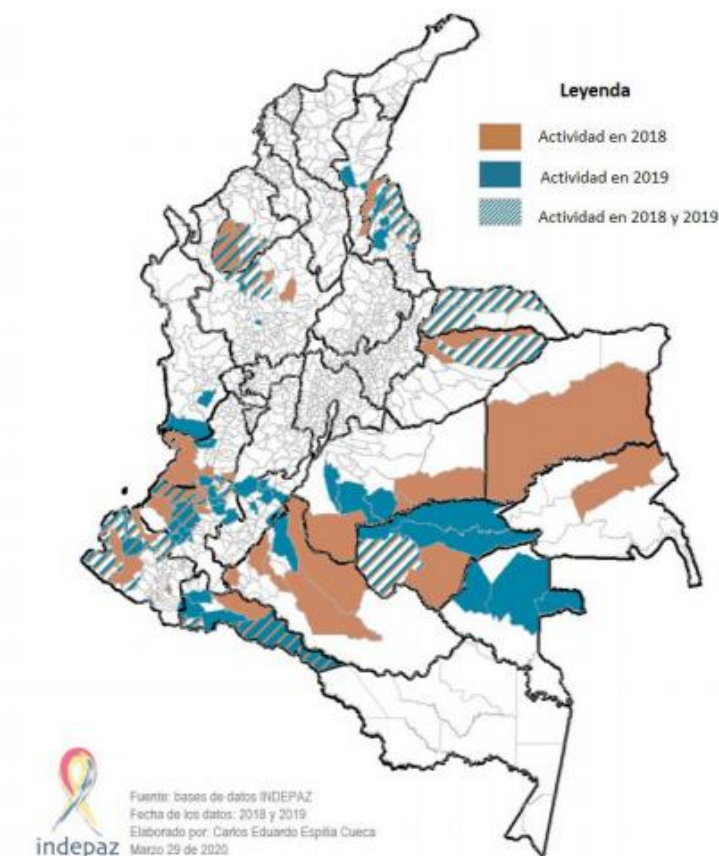 Leyenda
Actividad en 2018
Actividad en 2019
Actividad en 2018 y 2019
indepaz
Fuente: bases de datos INDEPAZ
Fecha de los datos: 2018 y 2019
Elaborado por: Carlos Eduardo Espitia Cueca
Marzo 29 de 2020